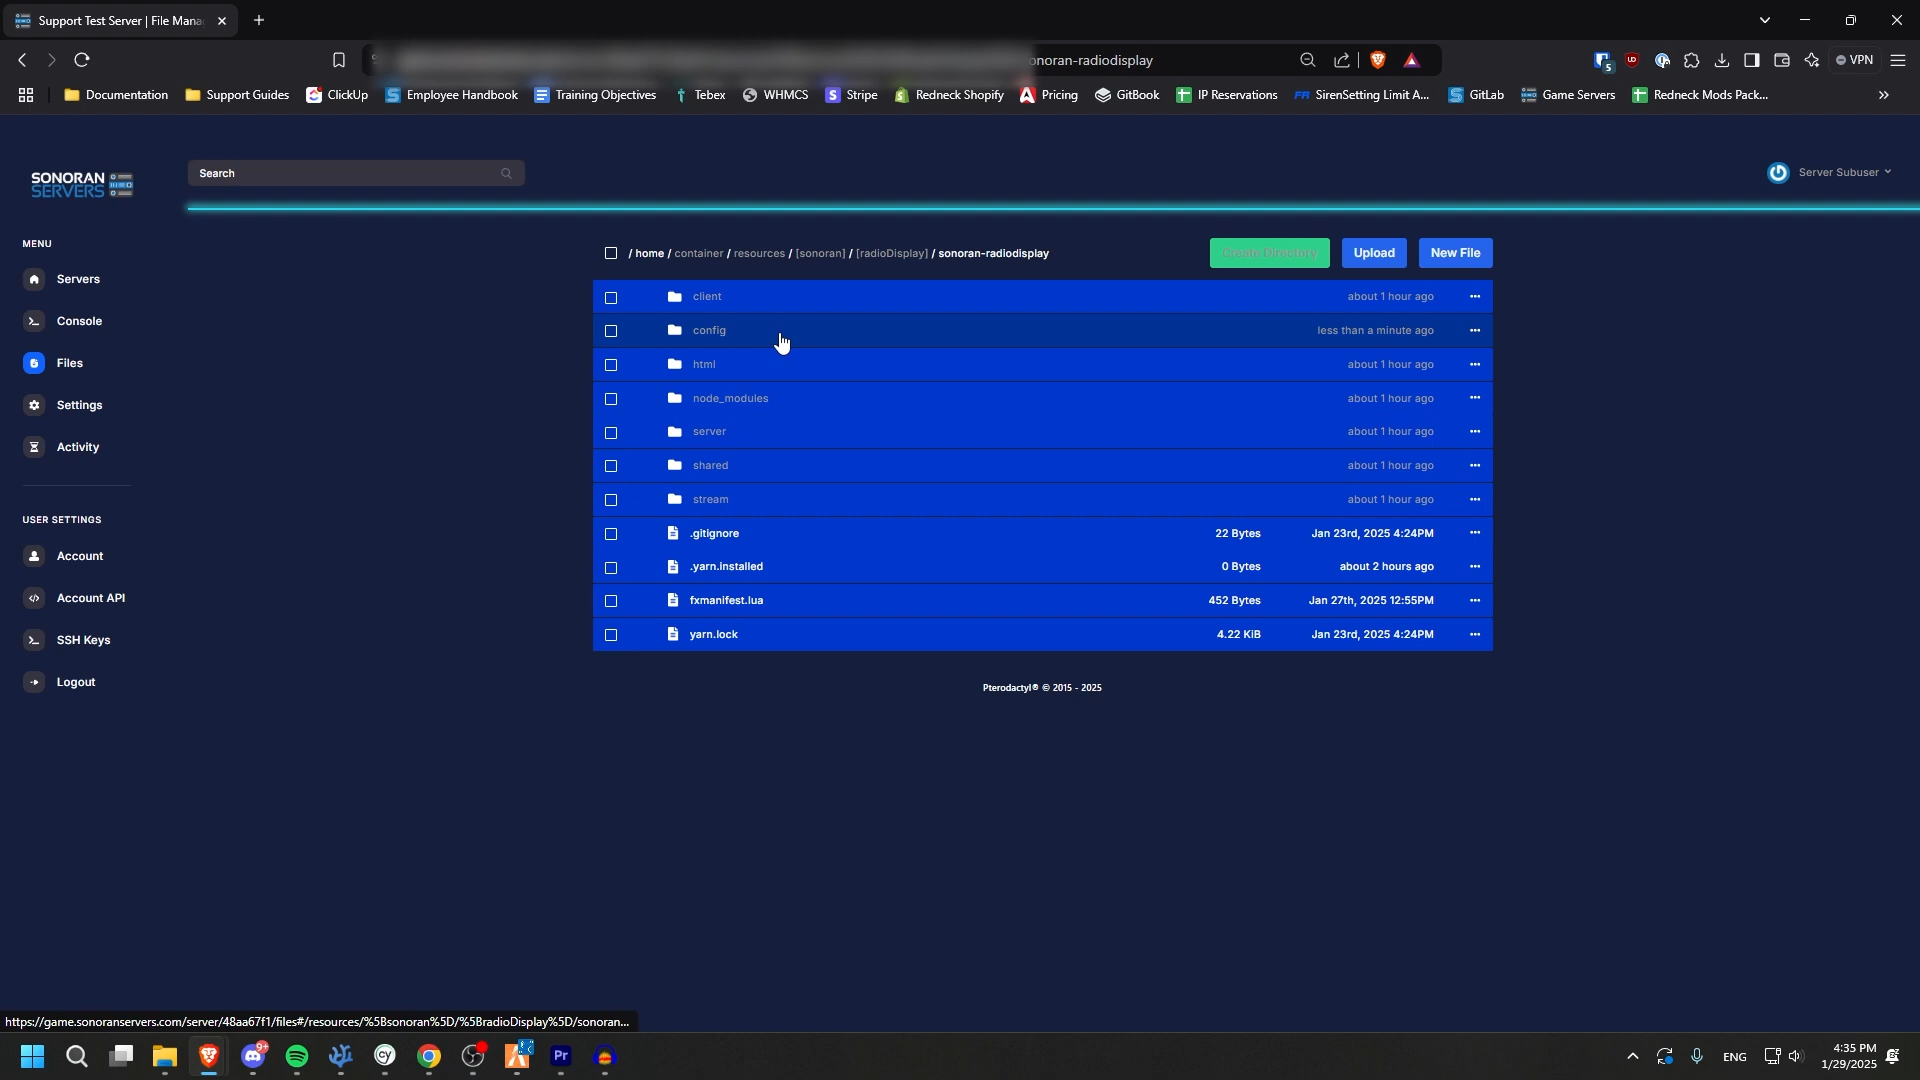 Support Test Server | File Mana
onoran-radiodisplay
VPN
5
Documentation
Support Guides
ClickUp
Employee Handbook
Training Objectives
Tebex
WHMCS
Stripe
Redneck Shopify
Pricing
GitBook
IP Reservations
SirenSetting Limit A...
GitLab
Game Servers
Redneck Mods Pack...
SONORAN
SERVERS
Search
Server Subuser
MENU
Servers
Console
Files
Settings
Activity
USER SETTINGS
Account
Account API
SSH Keys
Logout
/ home / container / resources / [sonoran] / [radioDisplay] / sonoran-radiodisplay
Create Directory
Upload
New File
client about 1 hour ago
config less than a minute ago
html about 1 hour ago
node_modules about 1 hour ago
server about 1 hour ago
shared about 1 hour ago
stream about 1 hour ago
.gitignore 22 Bytes Jan 23rd, 2025 4:24PM
.yarn.installed 0 Bytes about 2 hours ago
fxmanifest.lua 452 Bytes Jan 27th, 2025 12:55PM
yarn.lock 4.22 KiB Jan 23rd, 2025 4:24PM
Pterodactyl® © 2015 - 2025
https://game.sonoranservers.com/server/48aa67f1/files#/resources/%5Bsonoran%5D/%5BradioDisplay%5D/sonoran...
9+
CY
Pr
ENG
4:35 PM
1/29/2025